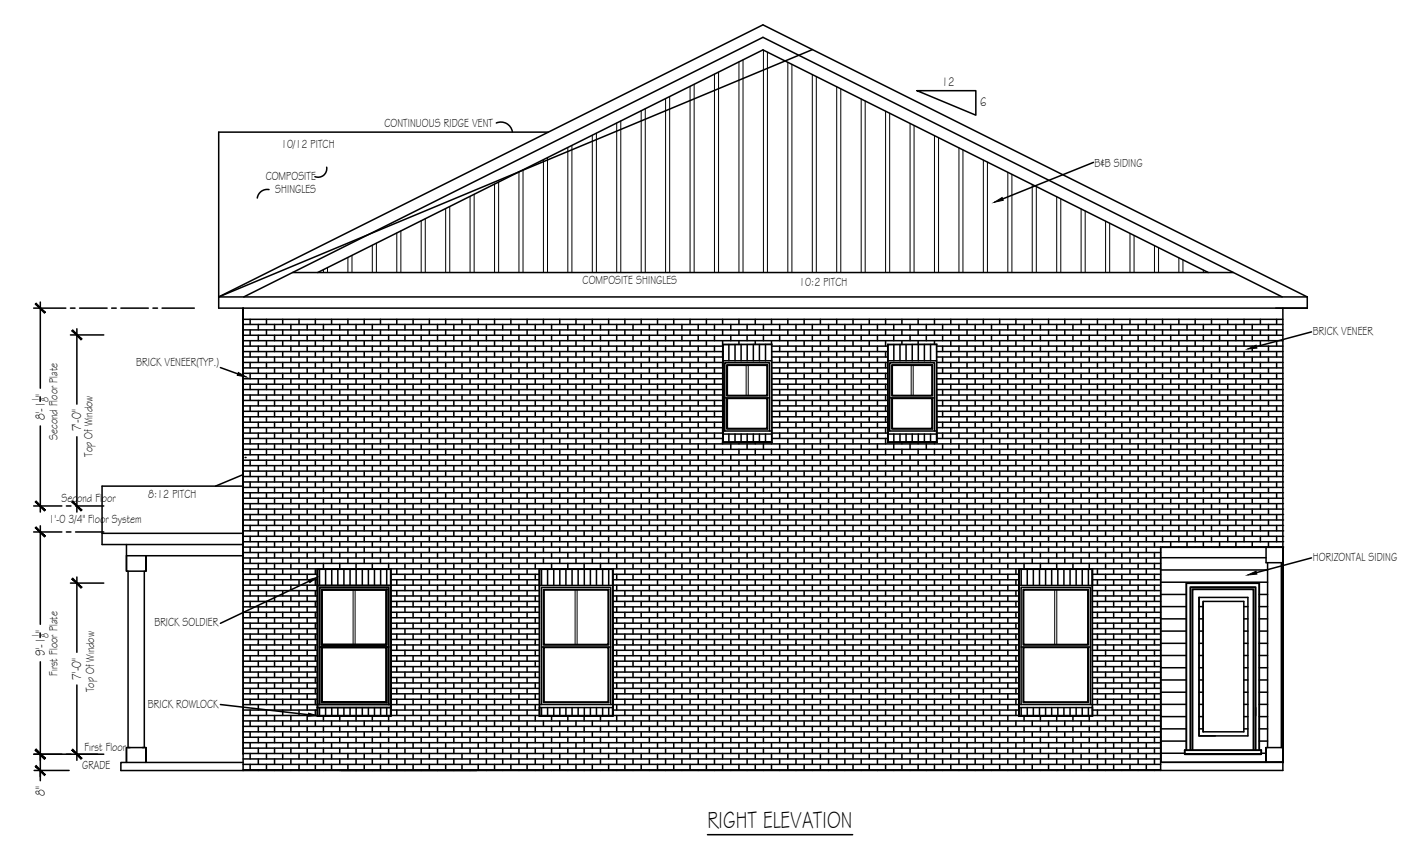 12
6
CONTINUOUS RIDGE VENT
10/12 PITCH
B&B SIDING
COMPOSITE
SHINGLES
COMPOSITE SHINGLES
10:2 PITCH
BRICK VENEER
BRICK VENEER(TYP.)
8'-1 1/8"
Second Floor Plate
7'-0"
Top Of Window
8:12 PITCH
Second Floor
1'-0 3/4" Floor System
HORIZONTAL SIDING
9'-1 1/8"
First Floor Plate
7'-0"
Top Of Window
BRICK SOLDIER
BRICK ROWLOCK
First Floor
GRADE
8"
RIGHT ELEVATION